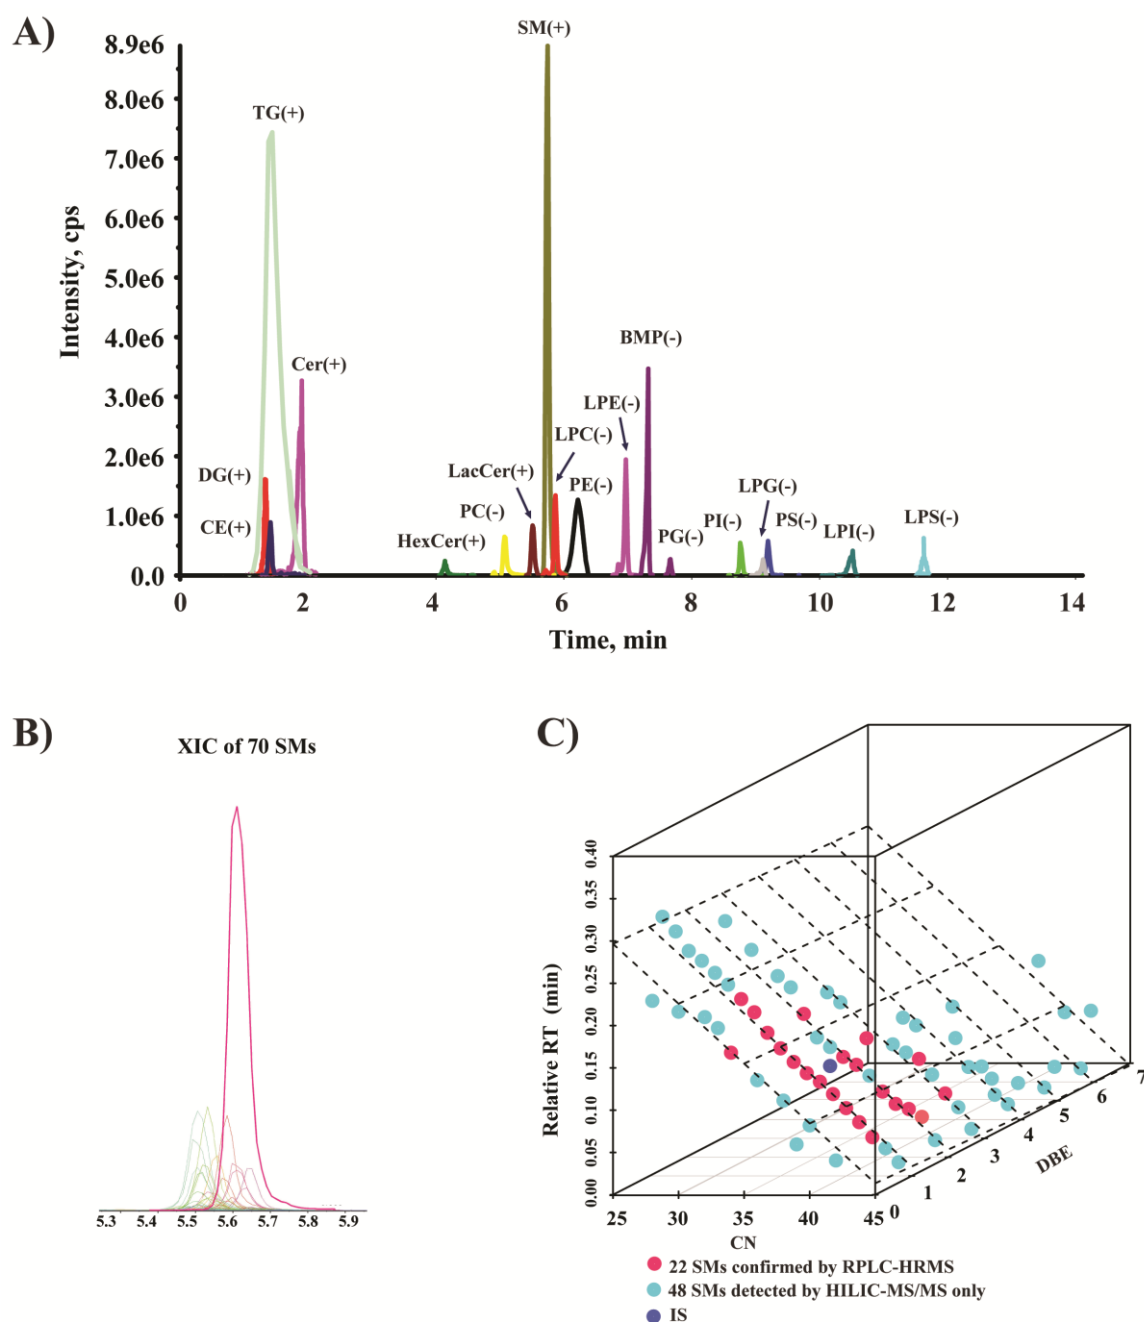 A)
SM(+)
8.9e6
8.0e6
7.0e6
6.0e6
5.0e6
4.0e6
3.0e6
2.0e6
1.0e6
0.0
Intensity, cps
TG(+)
Cer(+)
DG(+)
CE(+)
HexCer(+)
PC(-)
LacCer(+)
LPC(-)
PE(-)
LPE(-)
BMP(-)
PG(-)
PI(-)
LPG(-)
PS(-)
LPI(-)
LPS(-)
0 2 4 6 8 10 12 14
Time, min
B)
XIC of 70 SMs
5.3 5.4 5.5 5.6 5.7 5.8 5.9
C)
0.40
0.35
0.30
0.25
0.20
0.15
0.10
0.05
0.00
Relative RT (min)
25 30 35 40 45
CN
0 1 2 3 4 5 6 7
DBE
22 SMs confirmed by RPLC-HRMS
48 SMs detected by HILIC-MS/MS only
IS